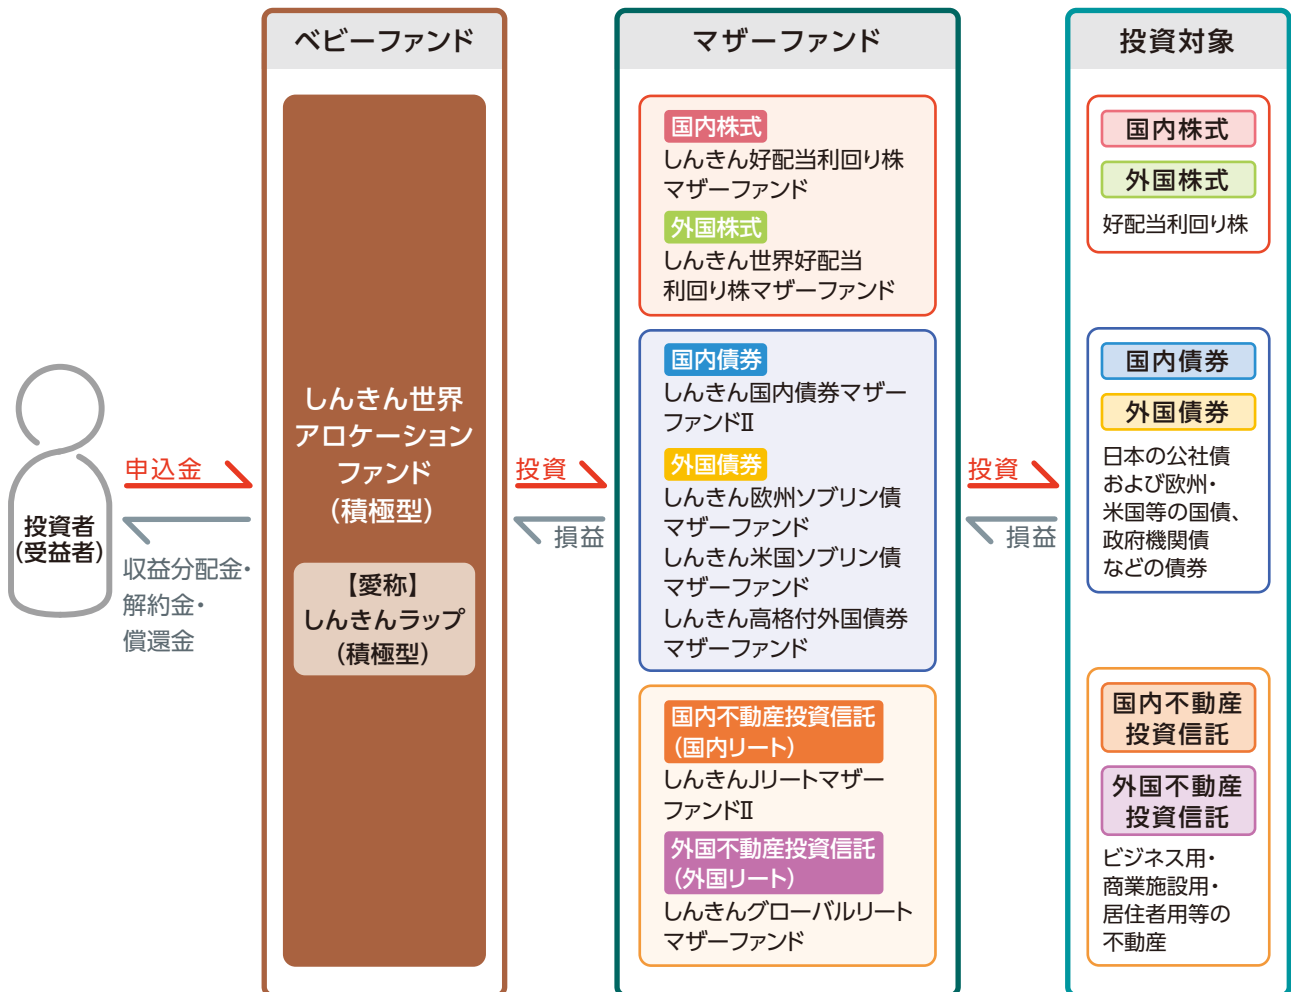 ベビーファンド
マザーファンド
投資対象
投資者
(受益者)
申込金
収益分配金・
解約金・
償還金
しんきん世界
アロケーション
ファンド
(積極型)
【愛称】
しんきんラップ
(積極型)
投資
損益
国内株式
しんきん好配当利回り株
マザーファンド
外国株式
しんきん世界好配当
利回り株マザーファンド
国内債券
しんきん国内債券マザー
ファンドⅡ
外国債券
しんきん欧州ソブリン債
マザーファンド
しんきん米国ソブリン債
マザーファンド
しんきん高格付外国債券
マザーファンド
国内不動産投資信託
(国内リート)
しんきんJリートマザー
ファンドⅡ
外国不動産投資信託
(外国リート)
しんきんグローバルリート
マザーファンド
投資
損益
国内株式
外国株式
好配当利回り株
国内債券
外国債券
日本の公社債
および欧州・
米国等の国債、
政府機関債
などの債券
国内不動産
投資信託
外国不動産
投資信託
ビジネス用・
商業施設用・
居住者用等の
不動産